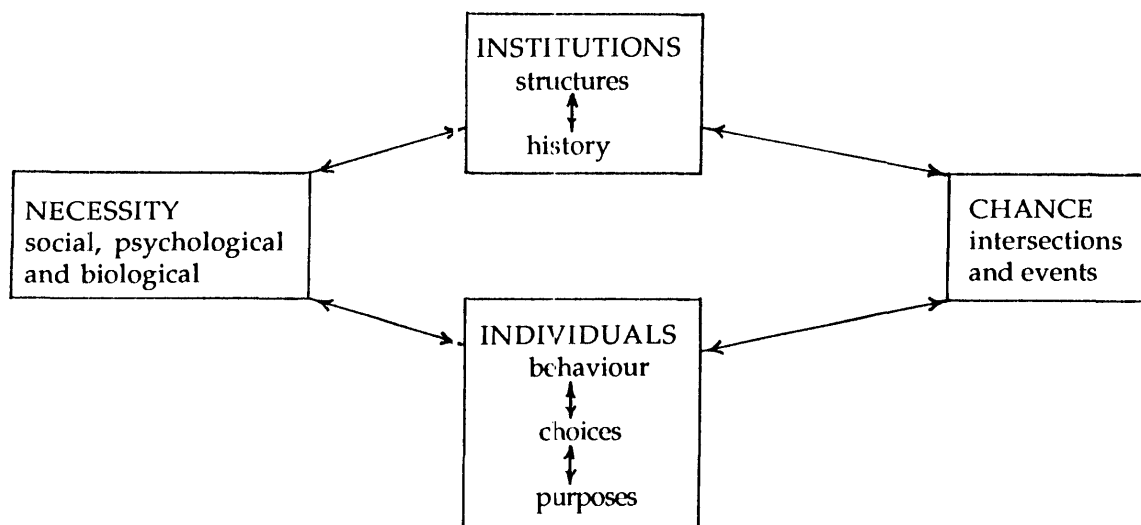 INSTITUTIONS
structures
history
NECESSITY
social, psychological
and biological
CHANCE
intersections
and events
INDIVIDUALS
behaviour
choices
purposes